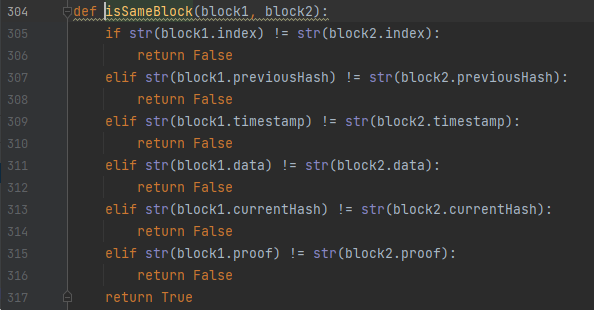 304 def isSameBlock(block1, block2):
305     if str(block1.index) != str(block2.index):
306         return False
307     elif str(block1.previousHash) != str(block2.previousHash):
308         return False
309     elif str(block1.timestamp) != str(block2.timestamp):
310         return False
311     elif str(block1.data) != str(block2.data):
312         return False
313     elif str(block1.currentHash) != str(block2.currentHash):
314         return False
315     elif str(block1.proof) != str(block2.proof):
316         return False
317     return True